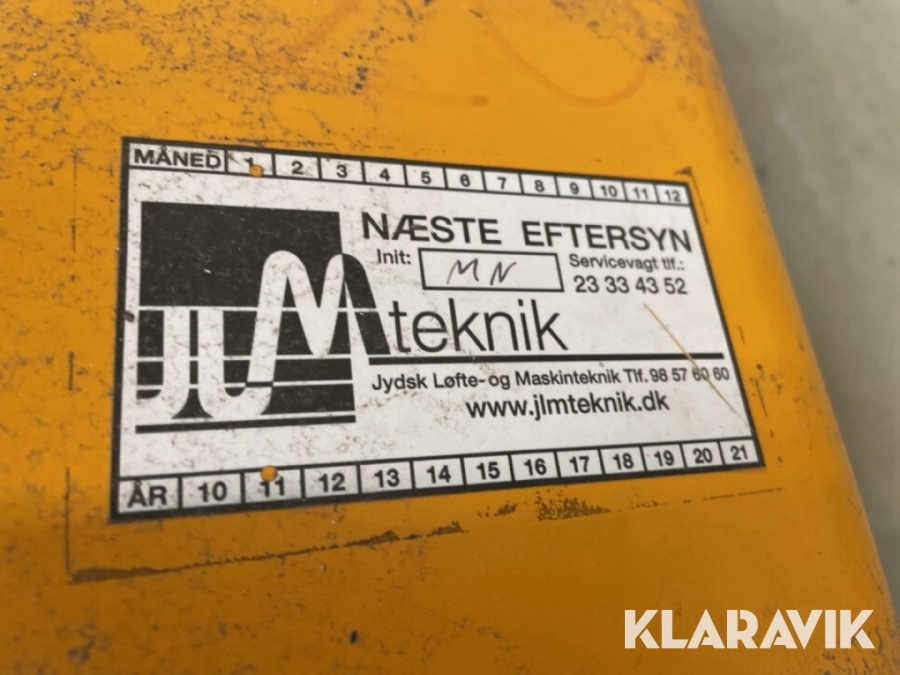 MÅNED 1 2 3 4 5 6 7 8 9 10 11 12
NÆSTE EFTERSYN
Init: MN Servicevagt tlf.:
23 33 43 52
JLM teknik
Jydsk Løfte- og Maskinteknik Tlf. 98 57 60 60
www.jlmteknik.dk
ÅR 10 11 12 13 14 15 16 17 18 19 20 21
KLARAVIK